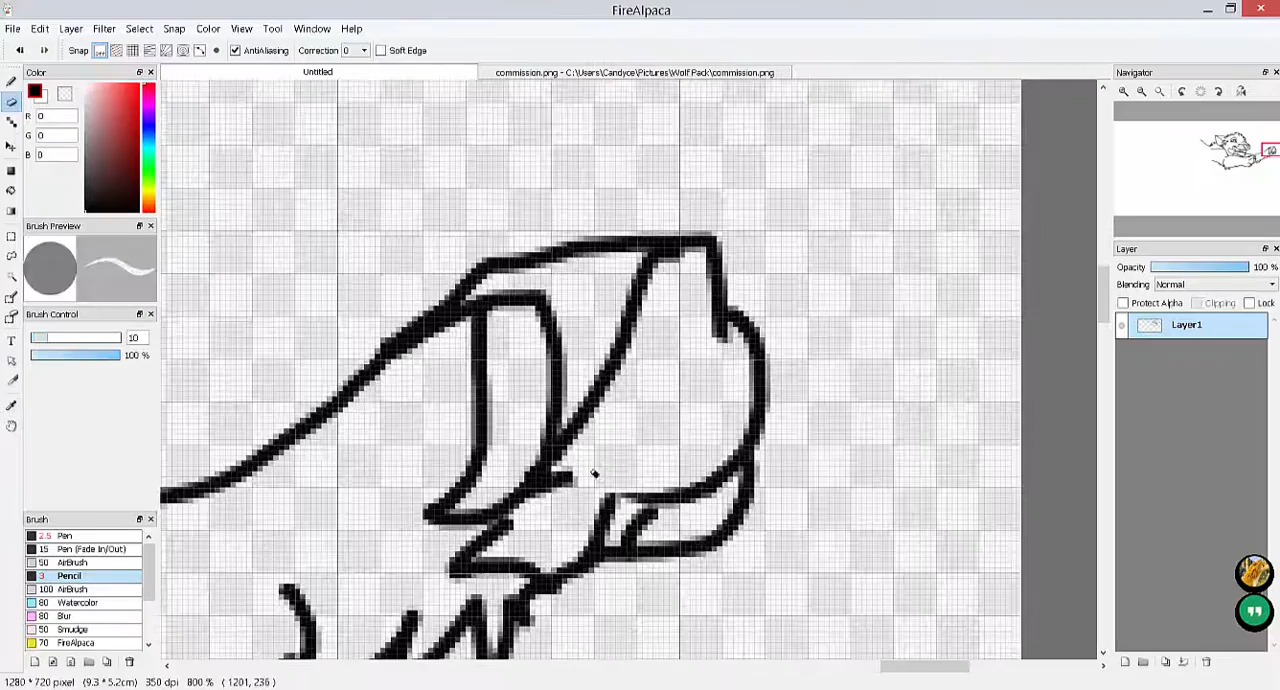 FireAlpaca
File Edit Layer Filter Select Snap Color View Tool Window Help
Snap AntiAliasing Correction 0 Soft Edge
Color
Untitled
commission.png - C:\Users\Candyce\Pictures\Wolf Pack\commission.png
Navigator
R 0
G 0
B 0
Brush Preview
Layer
Opacity 100 %
Blending Normal
Protect Alpha Clipping Lock
Layer1
Brush Control
10
100 %
Brush
2.5 Pen
15 Pen (Fade In/Out)
50 AirBrush
3 Pencil
100 AirBrush
80 Watercolor
80 Blur
50 Smudge
70 FireAlpaca
1280 * 720 pixel (9.3 * 5.2cm) 350 dpi 800 % ( 1201, 236 )